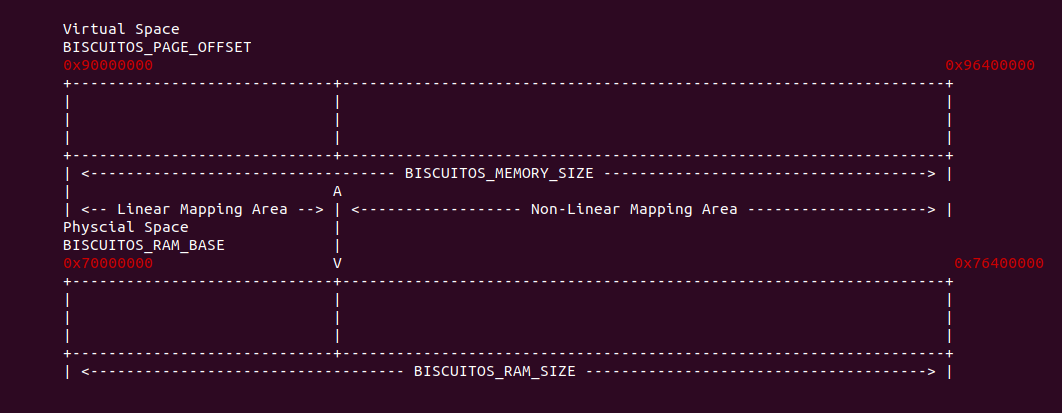 Virtual Space
BISCUITOS_PAGE_OFFSET
0x90000000 0x96400000
+-----------------------------+------------------------------------------------------------------+
| | |
| | |
| | |
+-----------------------------+------------------------------------------------------------------+
| <---------------------------------- BISCUITOS_MEMORY_SIZE -----------------------------------> |
| A
| <-- Linear Mapping Area --> | <------------------ Non-Linear Mapping Area --------------------> |
Physcial Space |
BISCUITOS_RAM_BASE |
0x70000000 V 0x76400000
+-----------------------------+------------------------------------------------------------------+
| | |
| | |
| | |
+-----------------------------+------------------------------------------------------------------+
| <----------------------------------- BISCUITOS_RAM_SIZE -------------------------------------> |